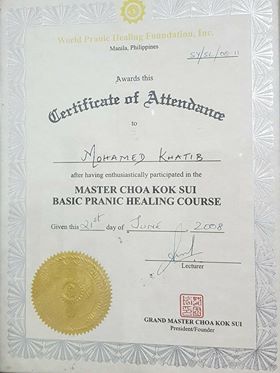 World Pranic Healing Foundation, Inc.
Manila, Philippines
Awards this
Certificate of Attendance
to
MOHAMED KHATIB
after having enthusiastically participated in the
MASTER CHOA KOK SUI
BASIC PRANIC HEALING COURSE
Given this 21st day of JUNE 2008
Lecturer
GRAND MASTER CHOA KOK SUI
President/Founder